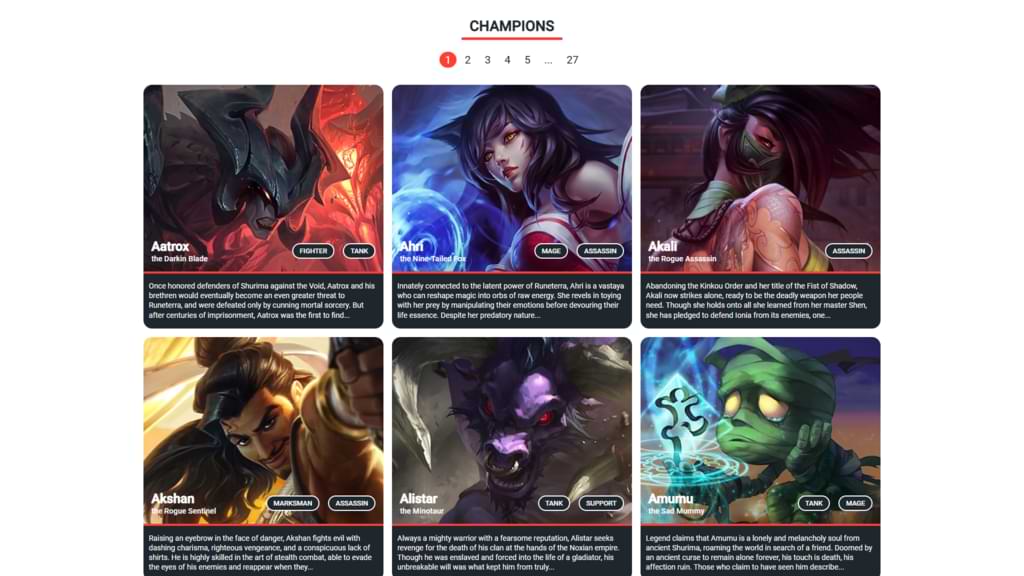 CHAMPIONS
1 2 3 4 5 ... 27
Aatrox
the Darkin Blade
FIGHTER
TANK
Once honored defenders of Shurima against the Void, Aatrox and his
brethren would eventually become an even greater threat to
Runeterra, and were defeated only by cunning mortal sorcery. But
after centuries of imprisonment, Aatrox was the first to find...
Ahri
the Nine-Tailed Fox
MAGE
ASSASSIN
Innately connected to the latent power of Runeterra, Ahri is a vastaya
who can reshape magic into orbs of raw energy. She revels in toying
with her prey by manipulating their emotions before devouring their
life essence. Despite her predatory nature...
Akali
the Rogue Assassin
ASSASSIN
Abandoning the Kinkou Order and her title of the Fist of Shadow,
Akali now strikes alone, ready to be the deadly weapon her people
need. Though she holds onto all she learned from her master Shen,
she has pledged to defend Ionia from its enemies, one...
Akshan
the Rogue Sentinel
MARKSMAN
ASSASSIN
Raising an eyebrow in the face of danger, Akshan fights evil with
dashing charisma, righteous vengeance, and a conspicuous lack of
shirts. He is highly skilled in the art of stealth combat, able to evade
the eyes of his enemies and reappear when they...
Alistar
the Minotaur
TANK
SUPPORT
Always a mighty warrior with a fearsome reputation, Alistar seeks
revenge for the death of his clan at the hands of the Noxian empire.
Though he was enslaved and forced into the life of a gladiator, his
unbreakable will was what kept him from truly...
Amumu
the Sad Mummy
TANK
MAGE
Legend claims that Amumu is a lonely and melancholy soul from
ancient Shurima, roaming the world in search of a friend. Doomed by
an ancient curse to remain alone forever, his touch is death, his
affection ruin. Those who claim to have seen him describe...